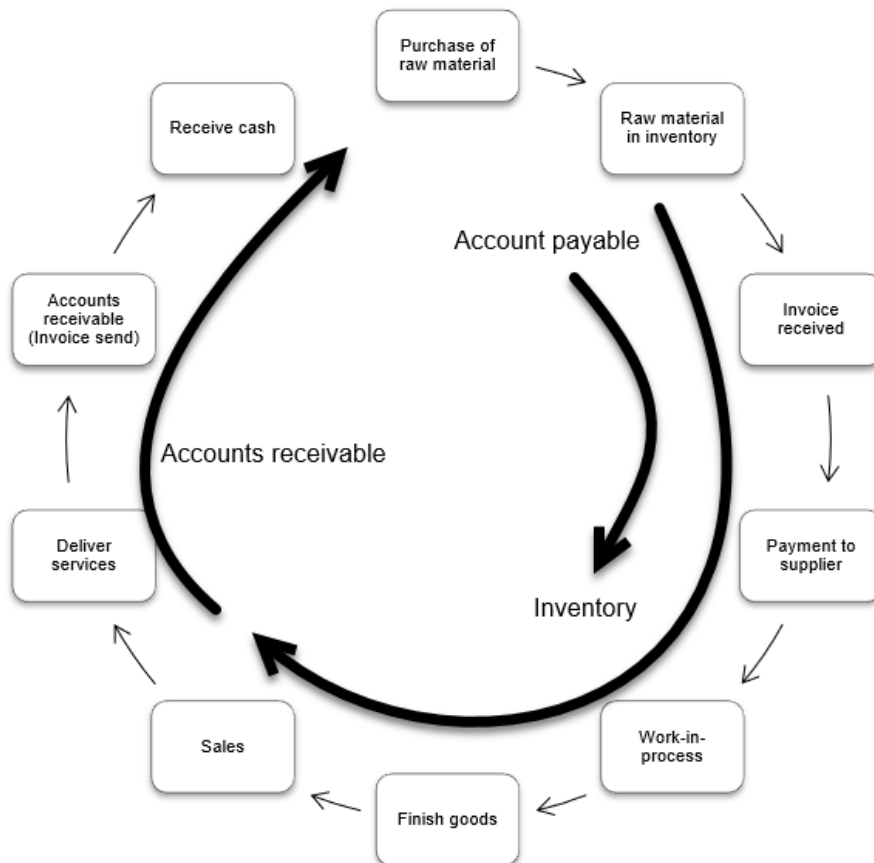 Purchase of
raw material
Raw material
in inventory
Invoice
received
Payment to
supplier
Work-in-
process
Finish goods
Sales
Deliver
services
Accounts
receivable
(Invoice send)
Receive cash
Account payable
Inventory
Accounts receivable